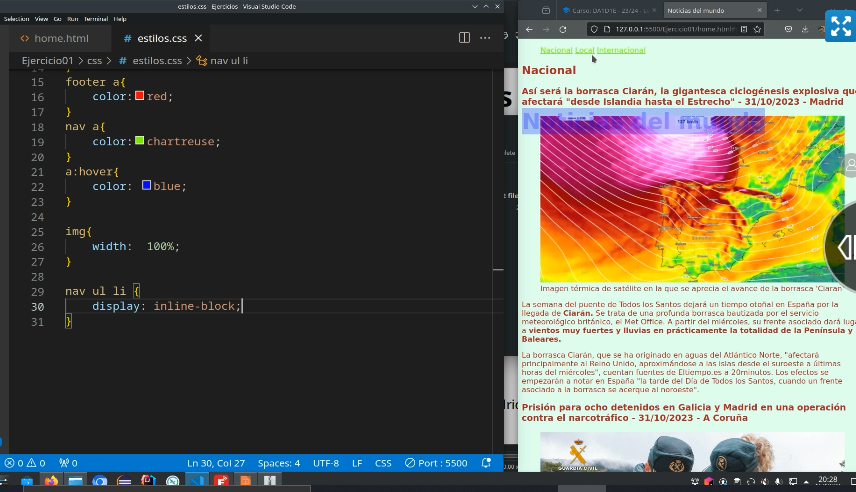 estilos.css - Ejercicios - Visual Studio Code
Selection View Go Run Terminal Help
home.html
estilos.css
Ejercicio01 > css > estilos.css > nav ul li
15 footer a{
16 color: red;
17 }
18 nav a{
19 color: chartreuse;
20 }
21 a:hover{
22 color: blue;
23 }
24
25 img{
26 width: 100%;
27 }
28
29 nav ul li {
30 display: inline-block;
31 }
0 0 0
Ln 30, Col 27 Spaces: 4 UTF-8 LF CSS Port : 5500
Curso: DAYD16 - 23/24
Noticias del mundo
127.0.0.1:5500/Ejercicio01/home.html
Nacional Local Internacional
Nacional
Así será la borrasca Ciarán, la gigantesca ciclogénesis explosiva que
afectará "desde Islandia hasta el Estrecho" - 31/10/2023 - Madrid
Noticias del mundo
Imagen térmica de satélite en la que se aprecia el avance de la borrasca 'Ciarán'
La semana del puente de Todos los Santos dejará un tiempo otoñal en España por la
llegada de Ciarán. Se trata de una profunda borrasca bautizada por el servicio
meteorológico británico, el Met Office. A partir del miércoles, su frente asociado dará
a vientos muy fuertes y lluvias en prácticamente la totalidad de la Península y
Baleares.
La borrasca Ciarán, que se ha originado en aguas del Atlántico Norte, "afectará
principalmente al Reino Unido, aproximándose a las islas desde el suroeste a últimas
horas del miércoles", cuentan fuentes de Eltiempo.es a 20minutos. Los efectos se
empezarán a notar en España "la tarde del Día de Todos los Santos, cuando un frente
asociado a la borrasca se acerque al noroeste".
Prisión para ocho detenidos en Galicia y Madrid en una operación
contra el narcotráfico - 31/10/2023 - A Coruña
GUARDIA CIVIL
20:28